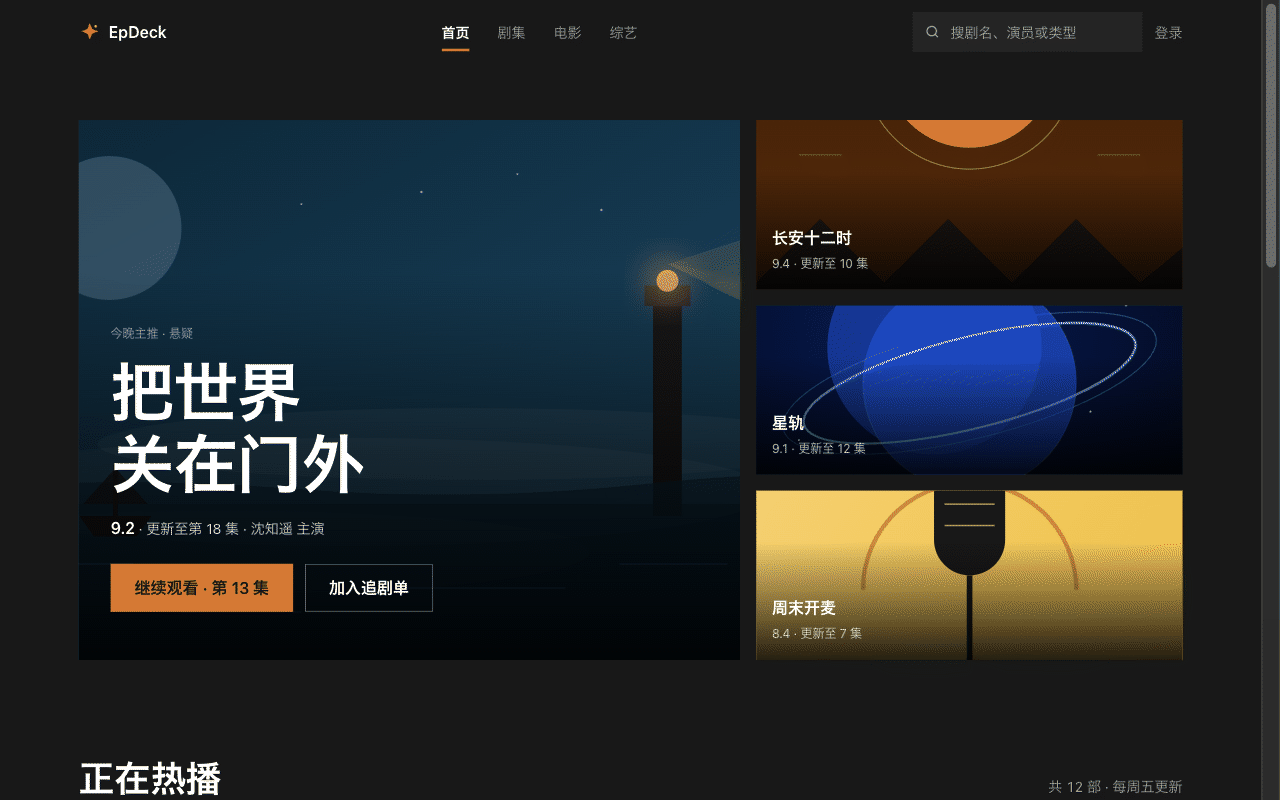 EpDeck
首页
剧集
电影
综艺
搜剧名、演员或类型
登录
今晚主推 · 悬疑
把世界
关在门外
9.2 · 更新至第 18 集 · 沈知遥 主演
继续观看 · 第 13 集
加入追剧单
长安十二时
9.4 · 更新至 10 集
星轨
9.1 · 更新至 12 集
周末开麦
8.4 · 更新至 7 集
正在热播
共 12 部 · 每周五更新